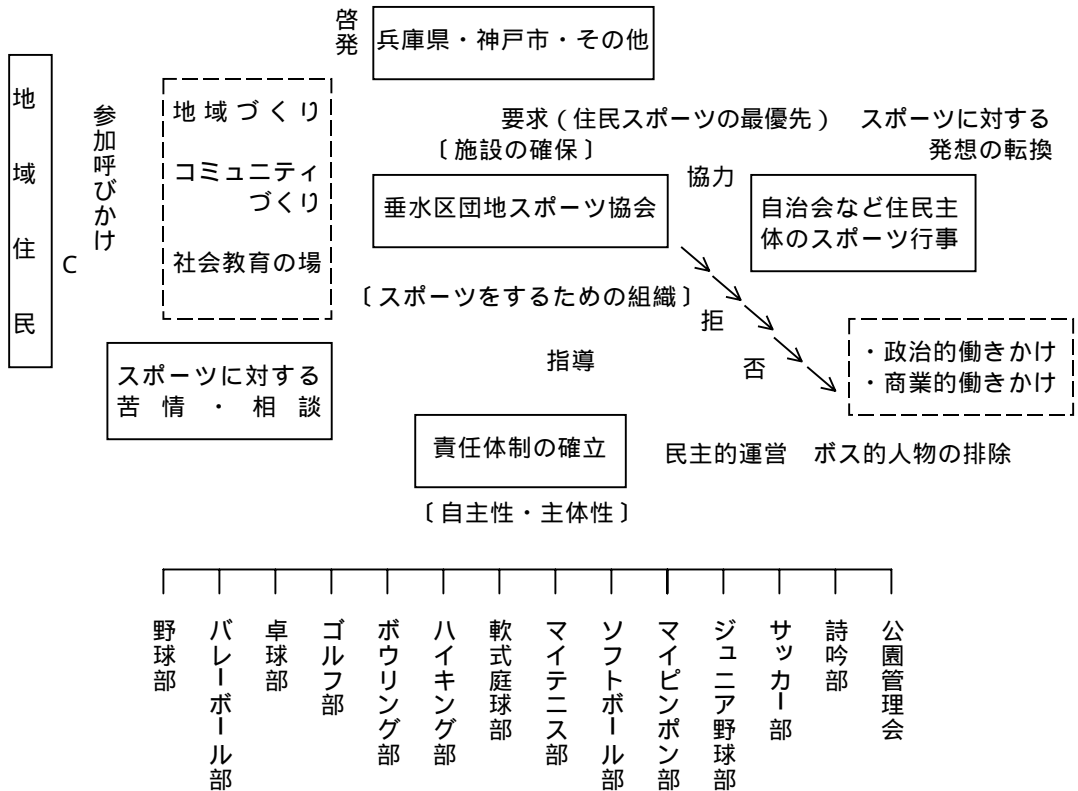 啓発
兵庫県・神戸市・その他
地域住民
参加呼びかけ
地域づくり
コミュニティ
づくり
社会教育の場
C
要求（住民スポーツの最優先）
スポーツに対する
発想の転換
〔施設の確保〕
垂水区団地スポーツ協会
協力
自治会など住民主
体のスポーツ行事
〔スポーツをするための組織〕
拒否
・政治的働きかけ
・商業的働きかけ
スポーツに対する
苦情・相談
指導
責任体制の確立
民主的運営　ボス的人物の排除
〔自主性・主体性〕
野球部
バレーボール部
卓球部
ゴルフ部
ボウリング部
ハイキング部
軟式庭球部
マイテニス部
ソフトボール部
マイピンポン部
ジュニア野球部
サッカー部
詩吟部
公園管理会